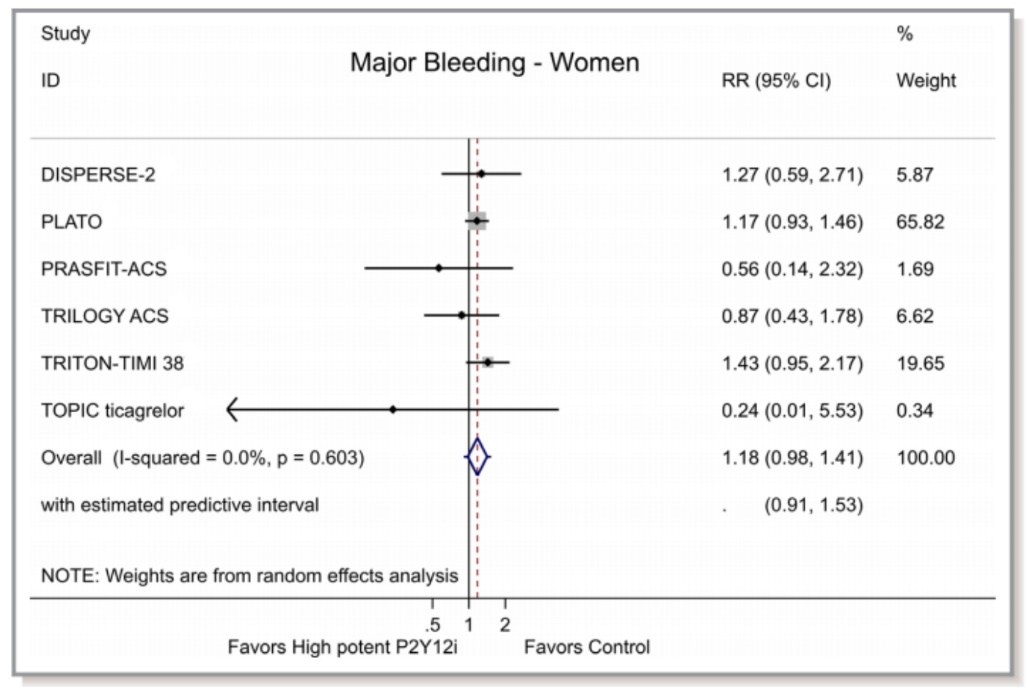 Study %
Major Bleeding - Women
ID RR (95% CI) Weight
DISPERSE-2 1.27 (0.59, 2.71) 5.87
PLATO 1.17 (0.93, 1.46) 65.82
PRASFIT-ACS 0.56 (0.14, 2.32) 1.69
TRILOGY ACS 0.87 (0.43, 1.78) 6.62
TRITON-TIMI 38 1.43 (0.95, 2.17) 19.65
TOPIC ticagrelor 0.24 (0.01, 5.53) 0.34
Overall (I-squared = 0.0%, p = 0.603) 1.18 (0.98, 1.41) 100.00
with estimated predictive interval . (0.91, 1.53)
NOTE: Weights are from random effects analysis
.5 1 2
Favors High potent P2Y12i Favors Control